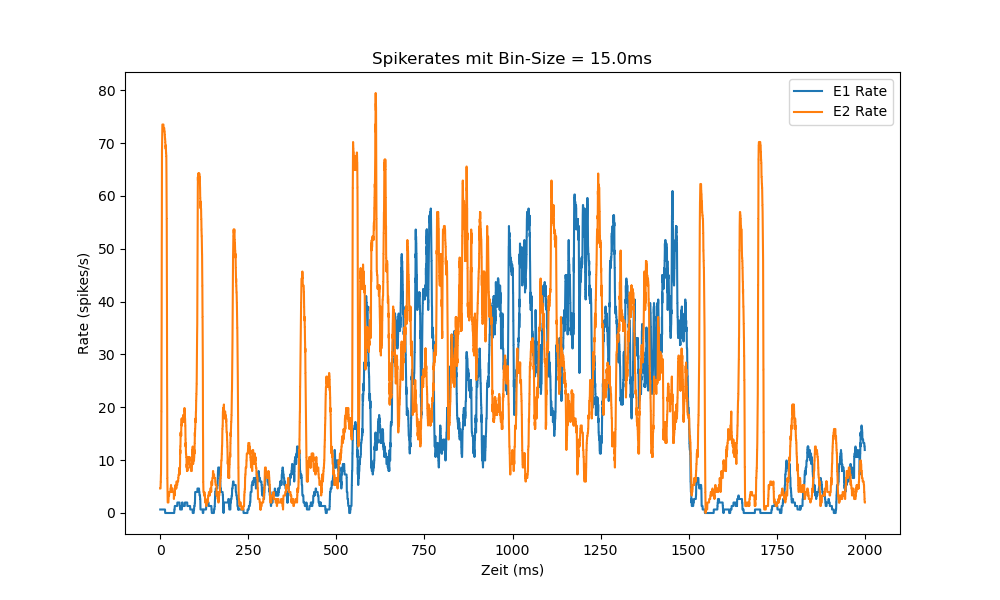 Spikerates mit Bin-Size = 15.0ms
E1 Rate
E2 Rate
80
70
60
50
40
30
20
10
0
Rate (spikes/s)
0 250 500 750 1000 1250 1500 1750 2000
Zeit (ms)